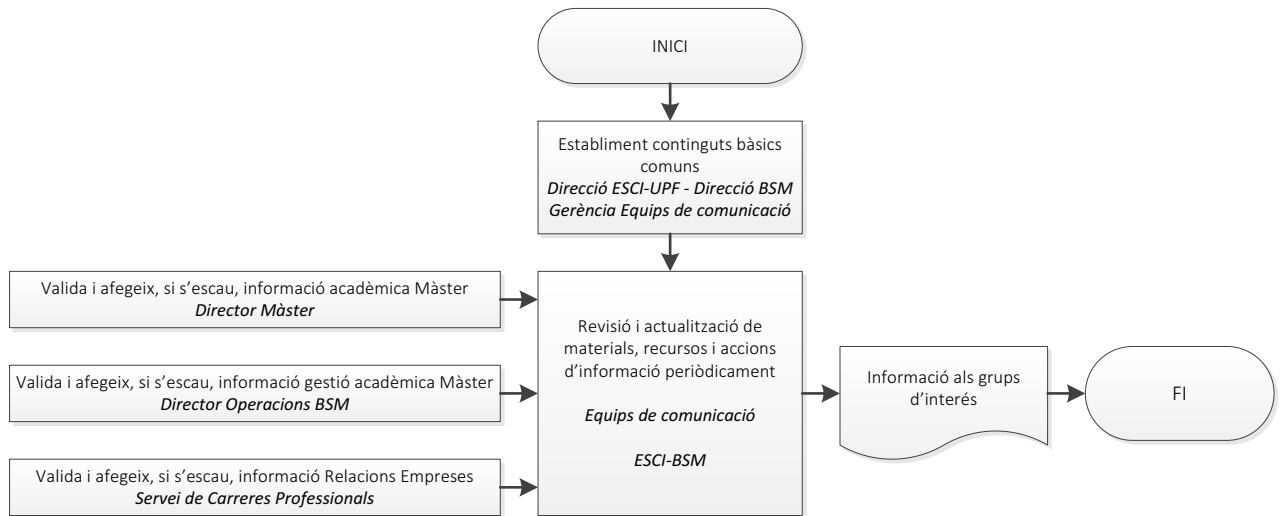 INICI
Establiment continguts bàsics
comuns
Direcció ESCI-UPF - Direcció BSM
Gerència Equips de comunicació
Valida i afegeix, si s’escau, informació acadèmica Màster
Director Màster
Valida i afegeix, si s’escau, informació gestió acadèmica Màster
Director Operacions BSM
Valida i afegeix, si s’escau, informació Relacions Empreses
Servei de Carreres Professionals
Revisió i actualització de
materials, recursos i accions
d’informació periòdicament
Equips de comunicació
ESCI-BSM
Informació als grups
d’interés
FI